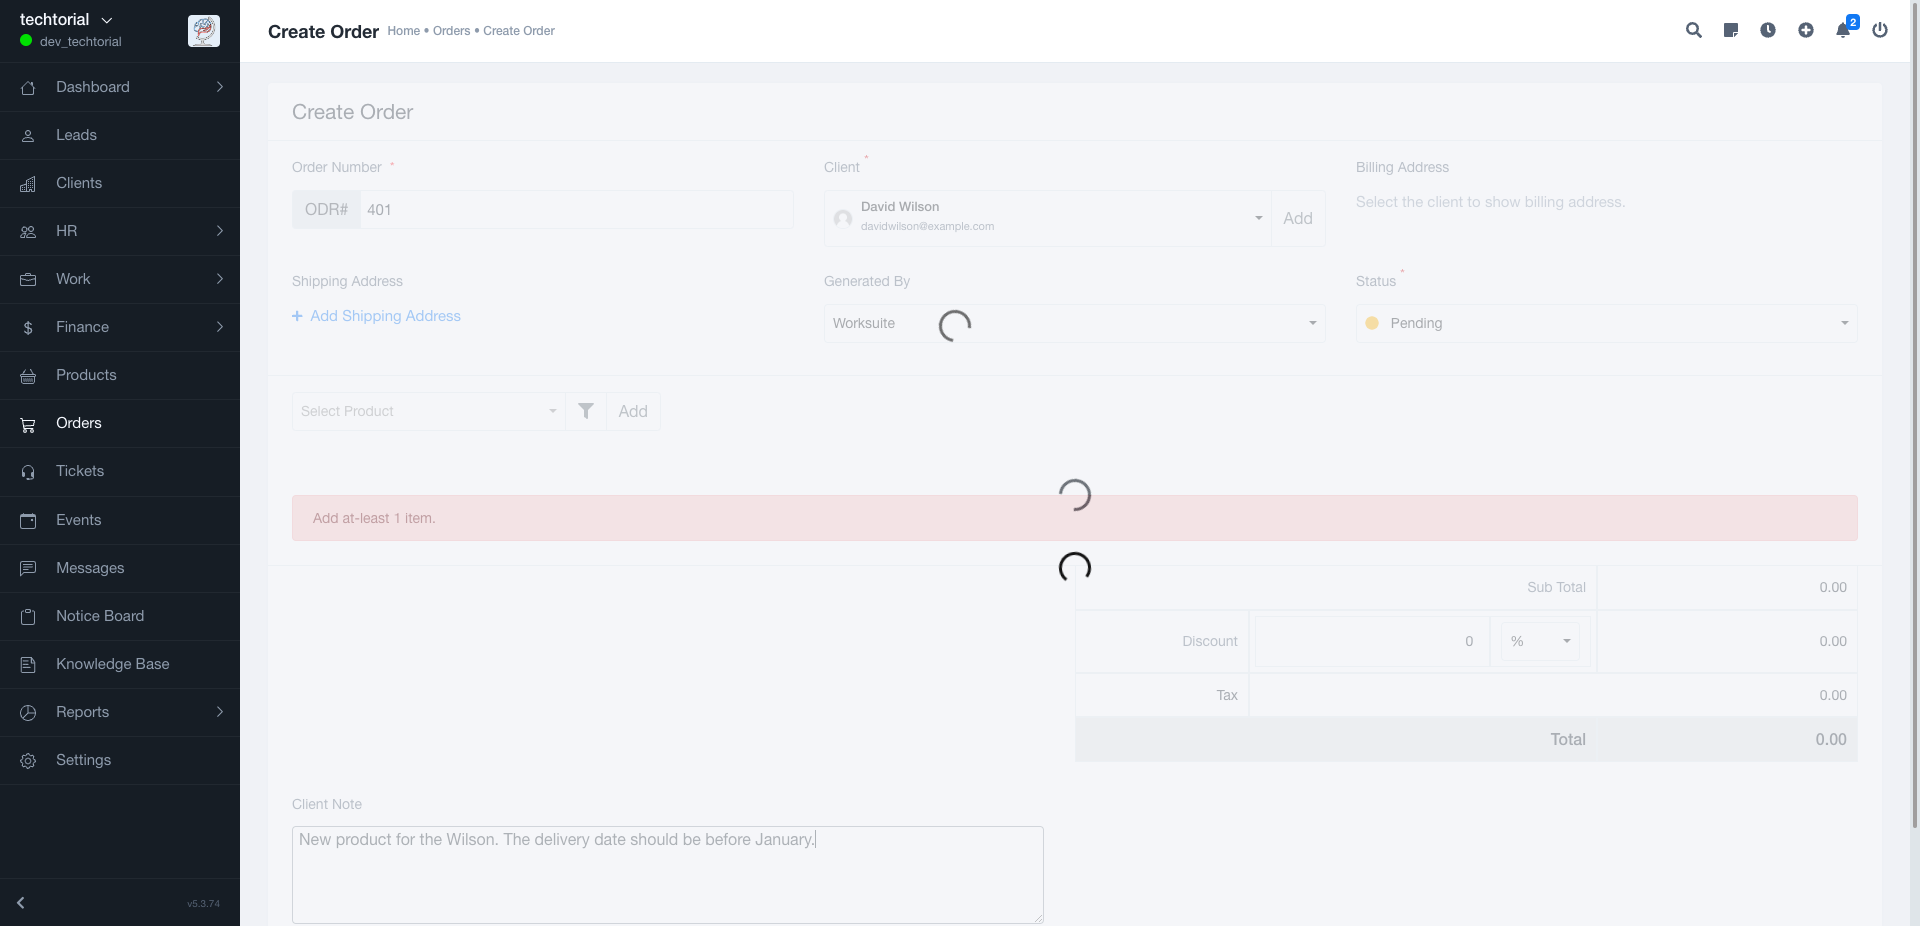 techtorial
dev_techtorial
Create Order
Home • Orders • Create Order
2
Dashboard
Leads
Clients
HR
Work
Finance
Products
Orders
Tickets
Events
Messages
Notice Board
Knowledge Base
Reports
Settings
v5.3.74
Create Order
Order Number *
ODR# 401
Client *
David Wilson
davidwilson@example.com
Add
Billing Address
Select the client to show billing address.
Shipping Address
+ Add Shipping Address
Generated By
Worksuite
Status *
Pending
Select Product
Add
Add at-least 1 item.
Sub Total 0.00
Discount 0 % 0.00
Tax 0.00
Total 0.00
Client Note
New product for the Wilson. The delivery date should be before January.